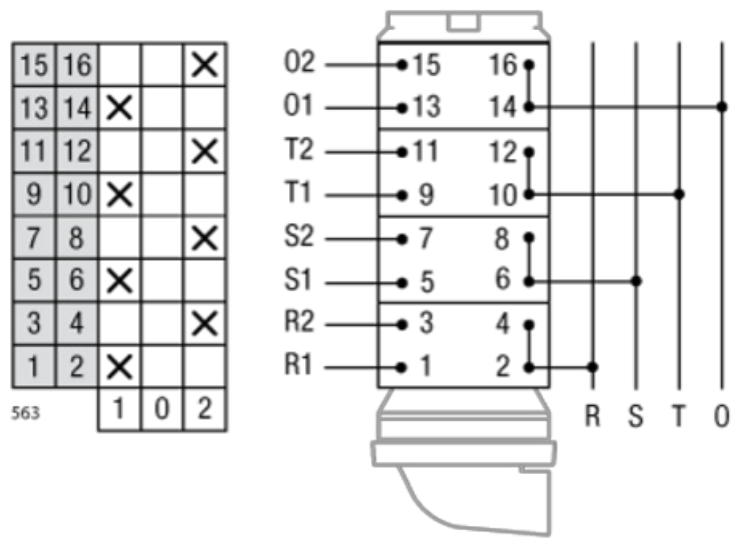 15 16 X O2 15 16
13 14 X O1 13 14
11 12 X T2 11 12
9 10 X T1 9 10
7 8 X S2 7 8
5 6 X S1 5 6
3 4 X R2 3 4
1 2 X R1 1 2
563 1 0 2 R S T O